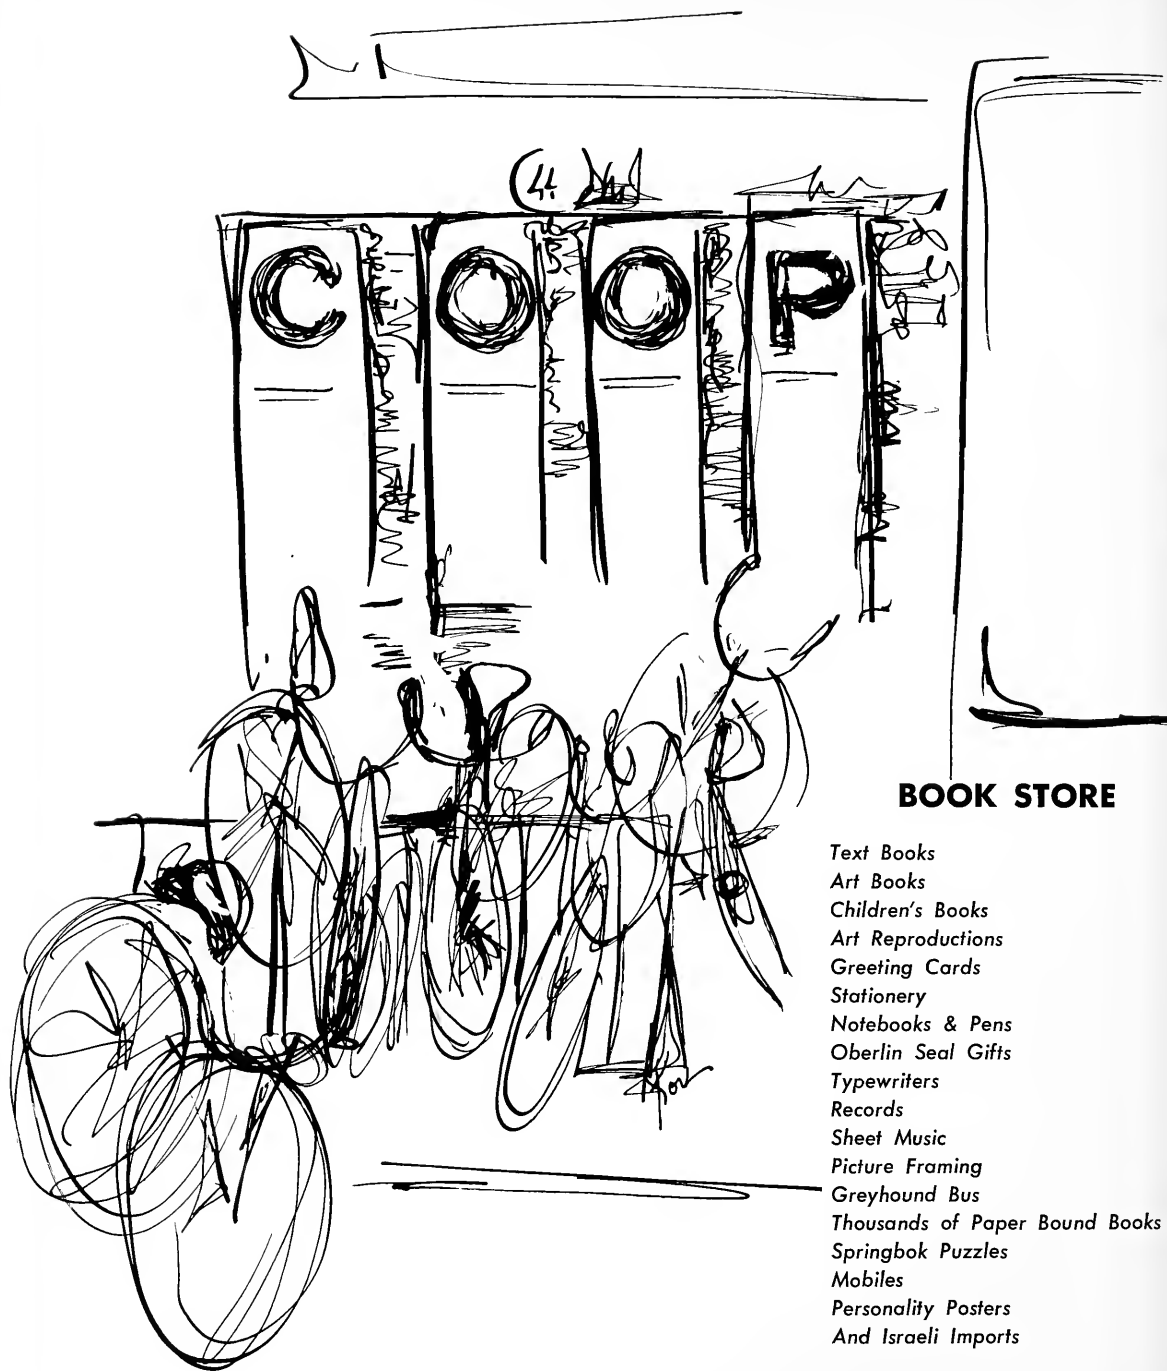 COOP
BOOK STORE
Text Books
Art Books
Children's Books
Art Reproductions
Greeting Cards
Stationery
Notebooks & Pens
Oberlin Seal Gifts
Typewriters
Records
Sheet Music
Picture Framing
Greyhound Bus
Thousands of Paper Bound Books
Springbok Puzzles
Mobiles
Personality Posters
And Israeli Imports